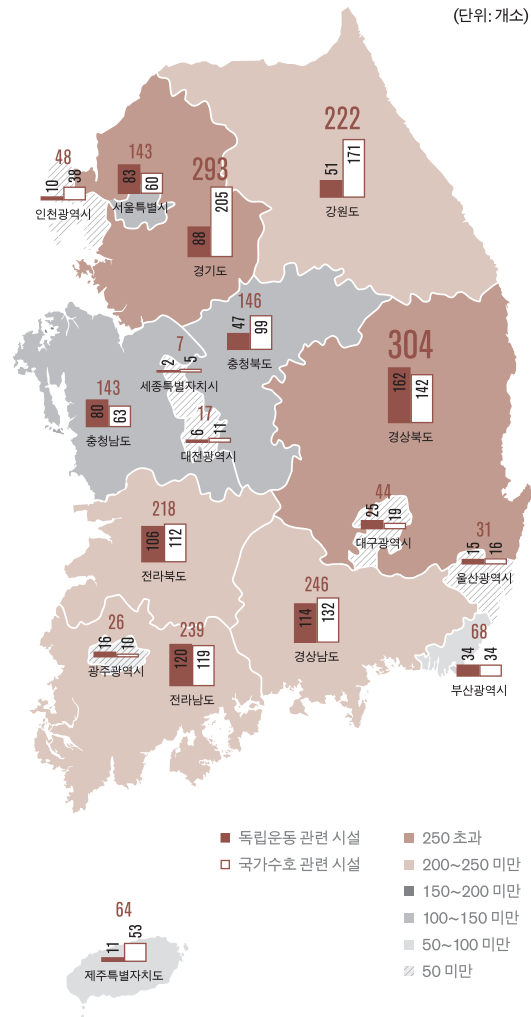 (단위: 개소)
222
51
171
강원도
48
10
38
인천광역시
143
83
60
서울특별시
293
88
205
경기도
146
47
99
충청북도
7
2
5
세종특별자치시
304
162
142
경상북도
143
80
63
충청남도
17
6
11
대전광역시
44
25
19
대구광역시
218
106
112
전라북도
31
15
16
울산광역시
246
114
132
경상남도
26
16
10
광주광역시
239
120
119
전라남도
68
34
34
부산광역시
독립운동 관련 시설
국가수호 관련 시설
250 초과
200~250 미만
150~200 미만
100~150 미만
50~100 미만
50 미만
64
11
53
제주특별자치도